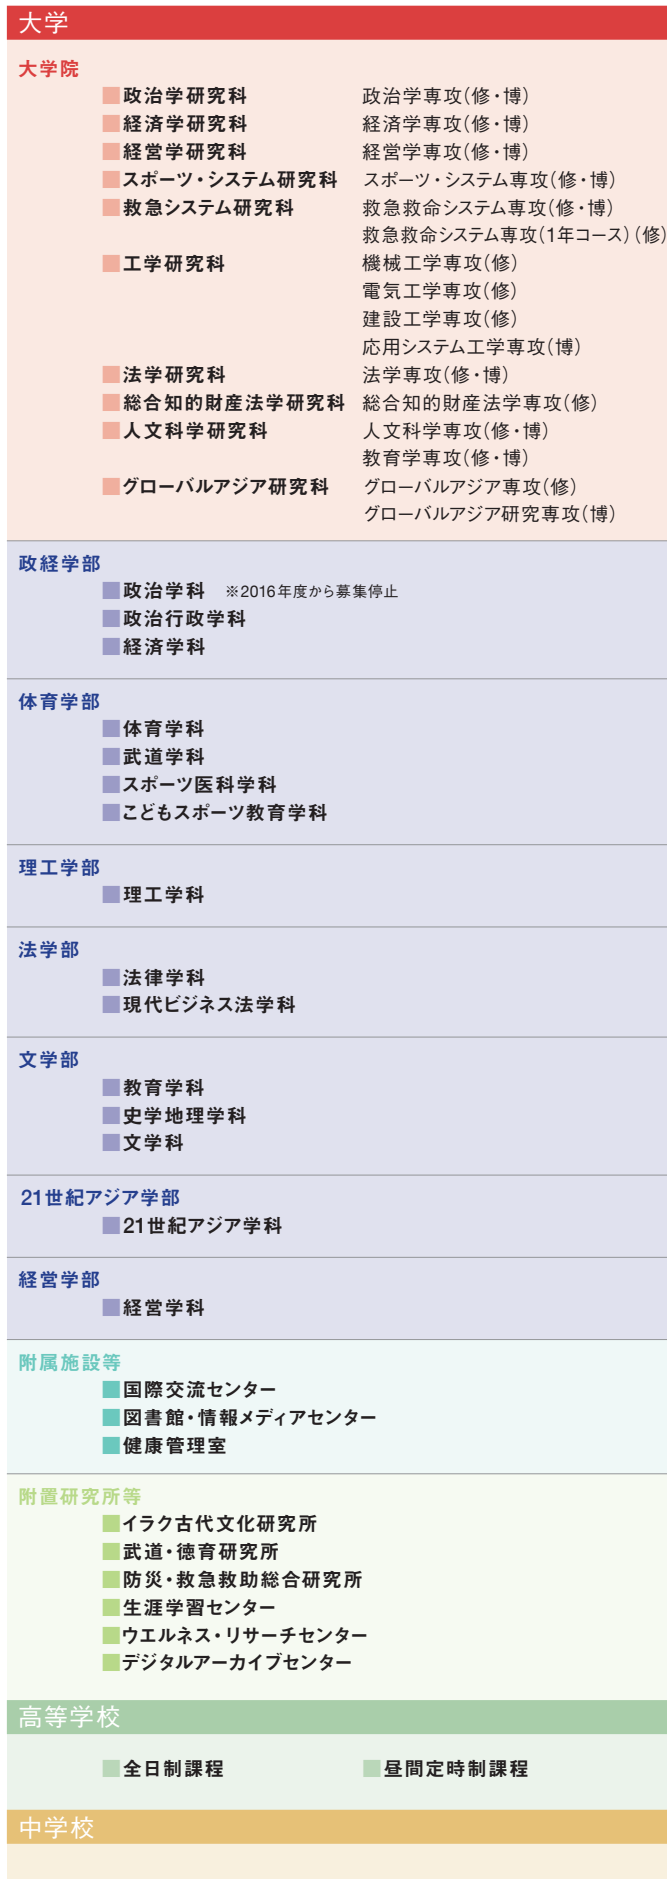 大学
大学院
■政治学研究科 政治学専攻(修・博)
■経済学研究科 経済学専攻(修・博)
■経営学研究科 経営学専攻(修・博)
■スポーツ・システム研究科 スポーツ・システム専攻(修・博)
■救急システム研究科 救急救命システム専攻(修・博)
救急救命システム専攻(1年コース)(修)
■工学研究科 機械工学専攻(修)
電気工学専攻(修)
建設工学専攻(修)
応用システム工学専攻(博)
■法学研究科 法学専攻(修・博)
■総合知的財産法学研究科 総合知的財産法学専攻(修)
■人文科学研究科 人文科学専攻(修・博)
教育学専攻(修・博)
■グローバルアジア研究科 グローバルアジア専攻(修)
グローバルアジア研究専攻(博)
政経学部
■政治学科 ※2016年度から募集停止
■政治行政学科
■経済学科
体育学部
■体育学科
■武道学科
■スポーツ医科学科
■こどもスポーツ教育学科
理工学部
■理工学科
法学部
■法律学科
■現代ビジネス法学科
文学部
■教育学科
■史学地理学科
■文学科
21世紀アジア学部
■21世紀アジア学科
経営学部
■経営学科
附属施設等
■国際交流センター
■図書館・情報メディアセンター
■健康管理室
附置研究所等
■イラク古代文化研究所
■武道・徳育研究所
■防災・救急救助総合研究所
■生涯学習センター
■ウエルネス・リサーチセンター
■デジタルアーカイブセンター
高等学校
■全日制課程 ■昼間定時制課程
中学校